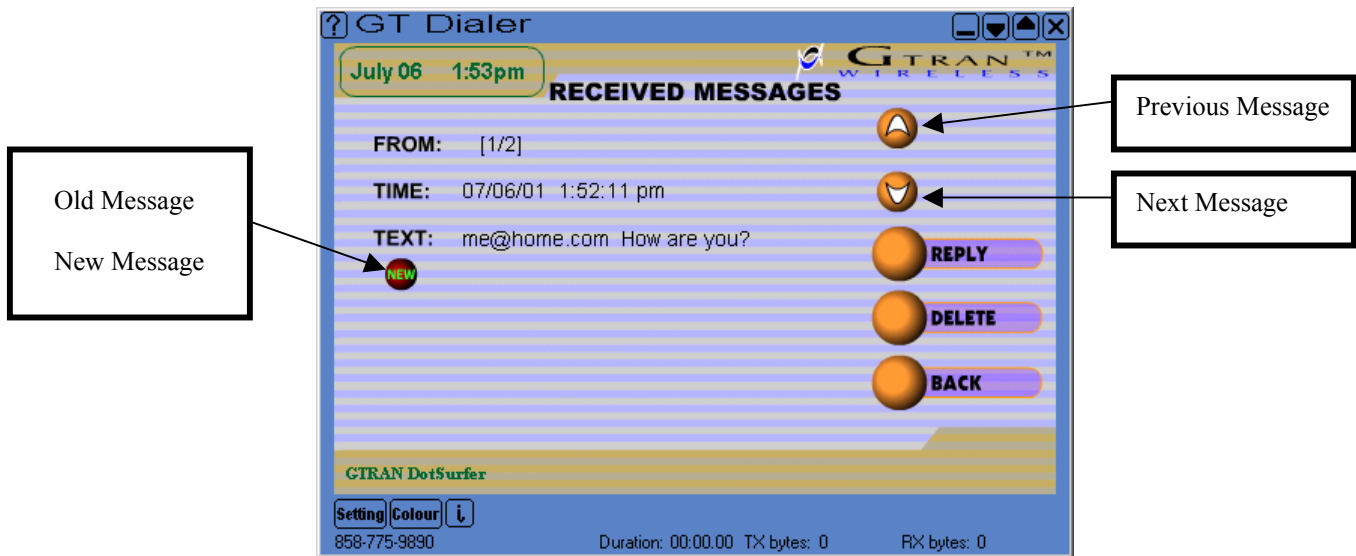 ? GT Dialer
July 06 1:53pm
GTRAN™
WIRELESS
RECEIVED MESSAGES
Previous Message
FROM: [1/2]
TIME: 07/06/01 1:52:11 pm
Next Message
Old Message
New Message
TEXT: me@home.com How are you?
NEW
REPLY
DELETE
BACK
GTRAN DotSurfer
Setting Colour i
858-775-9890 Duration: 00:00.00 TX bytes: 0 RX bytes: 0